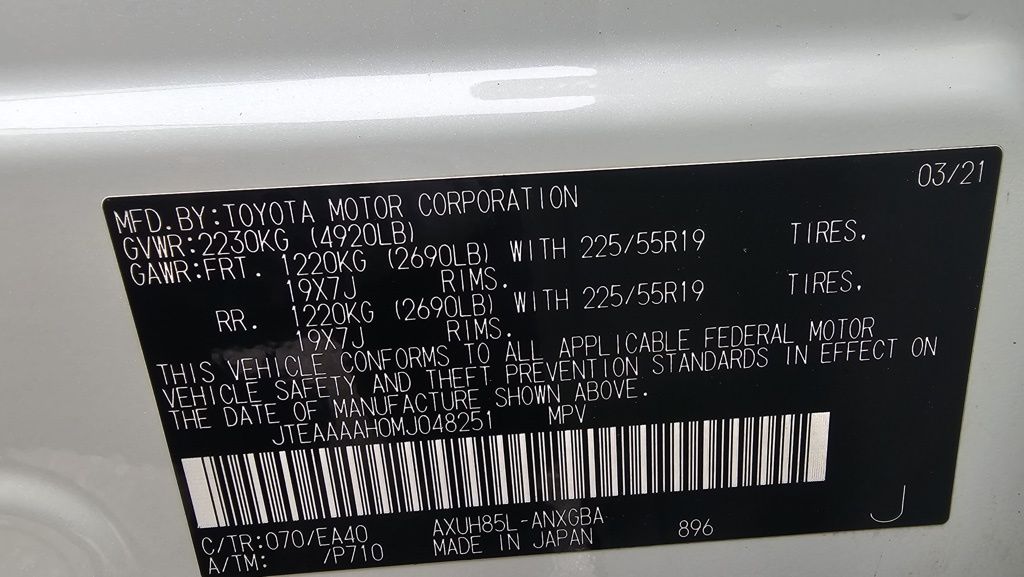 03/21
MFD.BY:TOYOTA MOTOR CORPORATION
GVWR:2230KG (4920LB)
GAWR:FRT. 1220KG (2690LB) WITH 225/55R19 TIRES,
19X7J RIMS.
RR. 1220KG (2690LB) WITH 225/55R19 TIRES,
19X7J RIMS.
THIS VEHICLE CONFORMS TO ALL APPLICABLE FEDERAL MOTOR
VEHICLE SAFETY AND THEFT PREVENTION STANDARDS IN EFFECT ON
THE DATE OF MANUFACTURE SHOWN ABOVE.
JTEAAAAH0MJ048251 MPV
C/TR:070/EA40 AXUH85L-ANXGBA 896
A/TM: /P710 MADE IN JAPAN J